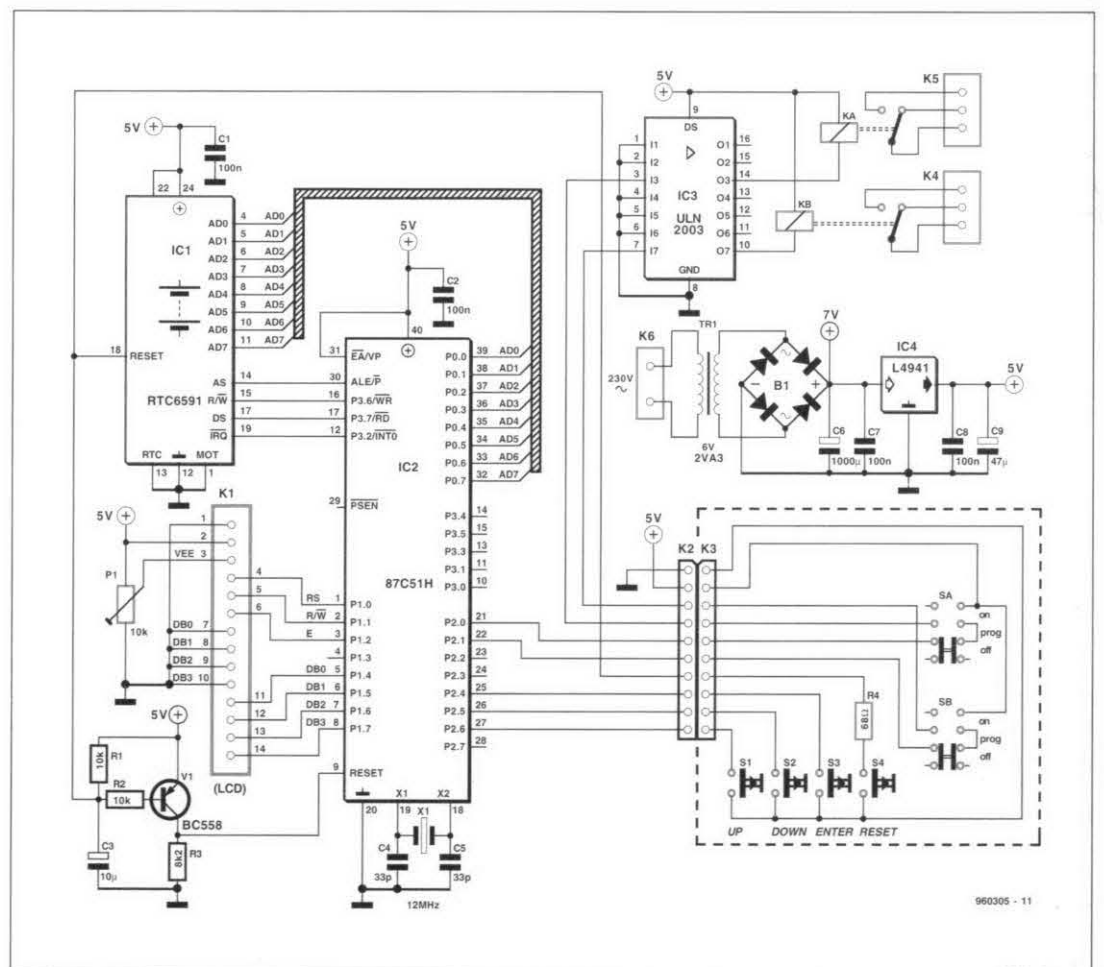 5V
C1
100n
22
24
IC1
AD0 4 AD0
AD1 5 AD1
AD2 6 AD2
AD3 7 AD3
AD4 8 AD4
AD5 9 AD5
AD6 10 AD6
AD7 11 AD7
18 RESET
AS 14
RTC6591
R/W 15
DS 17
IRQ 19
RTC MOT
13 12 1
5V
C2
100n
40
31 EA/VP
30 ALE/P
16 P3.6/WR
17 P3.7/RD
12 P3.2/INT0
IC2
29 PSEN
87C51H
P0.0 39 AD0
P0.1 38 AD1
P0.2 37 AD2
P0.3 36 AD3
P0.4 35 AD4
P0.5 34 AD5
P0.6 33 AD6
P0.7 32 AD7
P3.4 14
P3.5 15
P3.3 13
P3.1 11
P3.0 10
P2.0 21
P2.1 22
P2.2 23
P2.3 24
P2.4 25
P2.5 26
P2.6 27
P2.7 28
RS 1 P1.0
R/W 2 P1.1
E 3 P1.2
4 P1.3
DB0 5 P1.4
DB1 6 P1.5
DB2 7 P1.6
DB3 8 P1.7
9 RESET
X1 X2
20 19 18
X1
C4
33p
C5
33p
12MHz
K1
5V
1
2
VEE 3
4
5
6
DB0 7
DB1 8
DB2 9
DB3 10
11
12
13
14
(LCD)
P1
10k
5V
R1
10k
R2
10k
V1
BC558
C3
10µ
R3
8k2
5V
9
DS
1 I1
2 I2
3 I3
4 I4
5 I5
6 I6
7 I7
IC3
ULN
2003
O1 16
O2 15
O3 14
O4 13
O5 12
O6 11
O7 10
GND
8
KA
KB
K5
K4
K6
230V
~
TR1
6V
2VA3
B1
~
~
7V
IC4
L4941
5V
C6
1000µ
C7
100n
C8
100n
C9
47µ
5V
K2 K3
SA
on
prog
off
SB
on
prog
off
R4
68Ω
S1 S2 S3 S4
UP DOWN ENTER RESET
960305 - 11